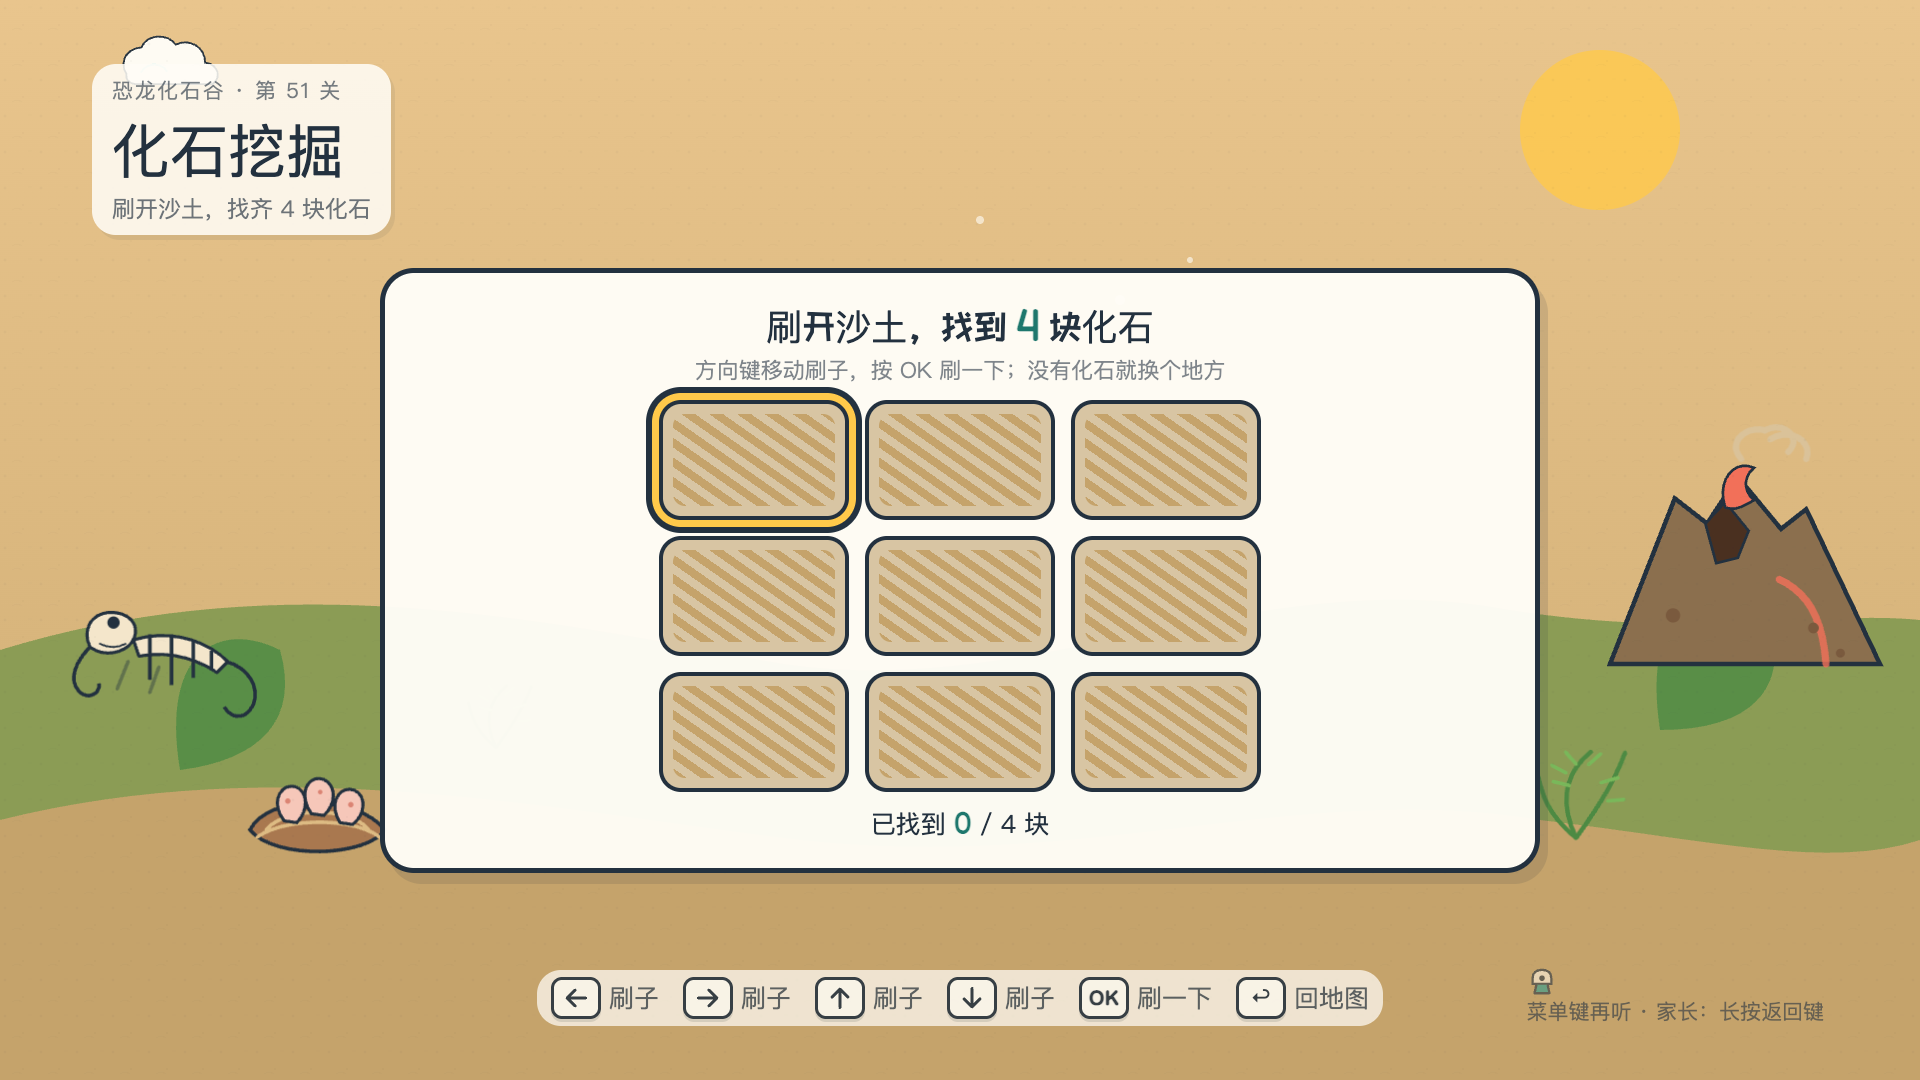 恐龙化石谷 · 第 51 关
化石挖掘
刷开沙土，找齐 4 块化石
刷开沙土，找到 4 块化石
方向键移动刷子，按 OK 刷一下；没有化石就换个地方
已找到 0 / 4 块
← 刷子 → 刷子 ↑ 刷子 ↓ 刷子 OK 刷一下 ↩ 回地图
菜单键再听 · 家长：长按返回键